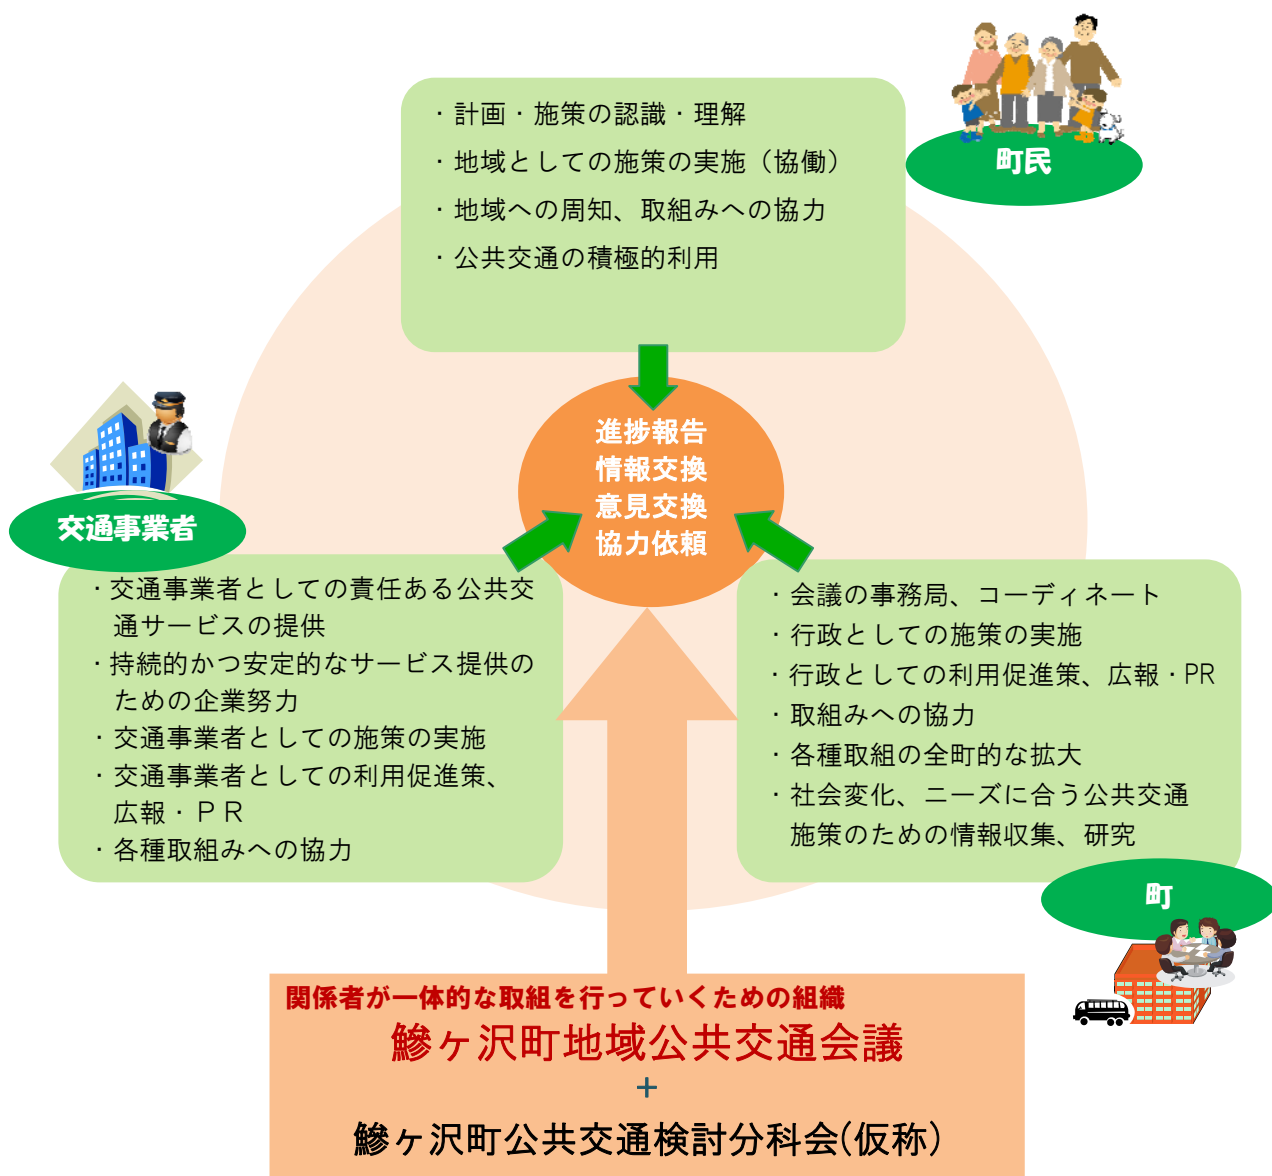 ・計画・施策の認識・理解
・地域としての施策の実施（協働）
・地域への周知、取組みへの協力
・公共交通の積極的利用
町民
進捗報告
情報交換
意見交換
協力依頼
交通事業者
・交通事業者としての責任ある公共交
通サービスの提供
・持続的かつ安定的なサービス提供の
ための企業努力
・交通事業者としての施策の実施
・交通事業者としての利用促進策、
広報・ＰＲ
・各種取組みへの協力
・会議の事務局、コーディネート
・行政としての施策の実施
・行政としての利用促進策、広報・PR
・取組みへの協力
・各種取組の全町的な拡大
・社会変化、ニーズに合う公共交通
施策のための情報収集、研究
町
関係者が一体的な取組を行っていくための組織
鰺ヶ沢町地域公共交通会議
+
鰺ヶ沢町公共交通検討分科会(仮称)